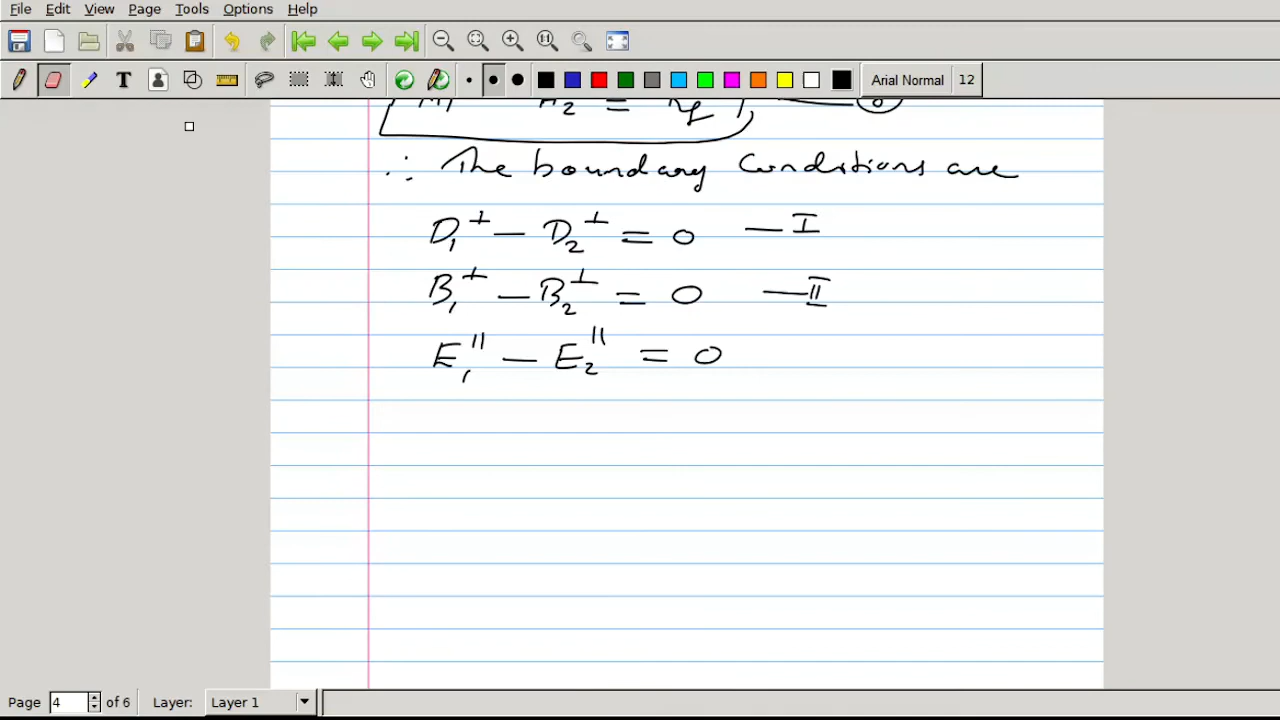 File Edit View Page Tools Options Help
Arial Normal 12
∴ The boundary Conditions are
D₁^⊥ — D₂^⊥ = 0 — I
B₁^⊥ — B₂^⊥ = 0 — II
E₁^∥ — E₂^∥ = 0
Page 4 of 6 Layer: Layer 1